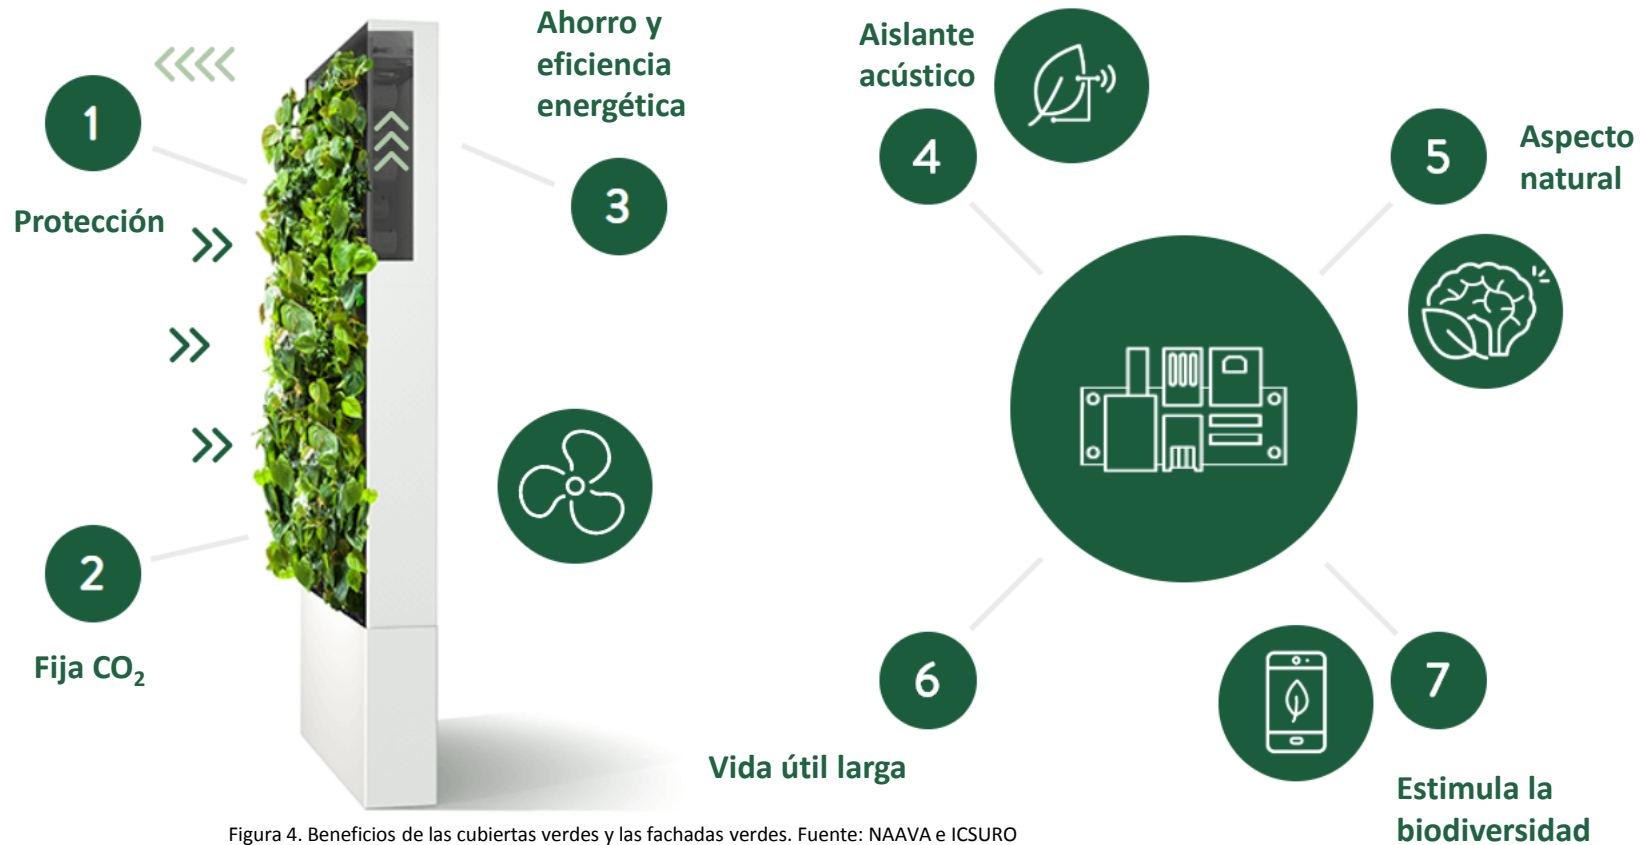 1
Protección
2
Fija CO₂
Ahorro y
eficiencia
energética
3
Aislante
acústico
4
5
Aspecto
natural
6
Vida útil larga
7
Estimula la
biodiversidad
Figura 4. Beneficios de las cubiertas verdes y las fachadas verdes. Fuente: NAAVA e ICSURO